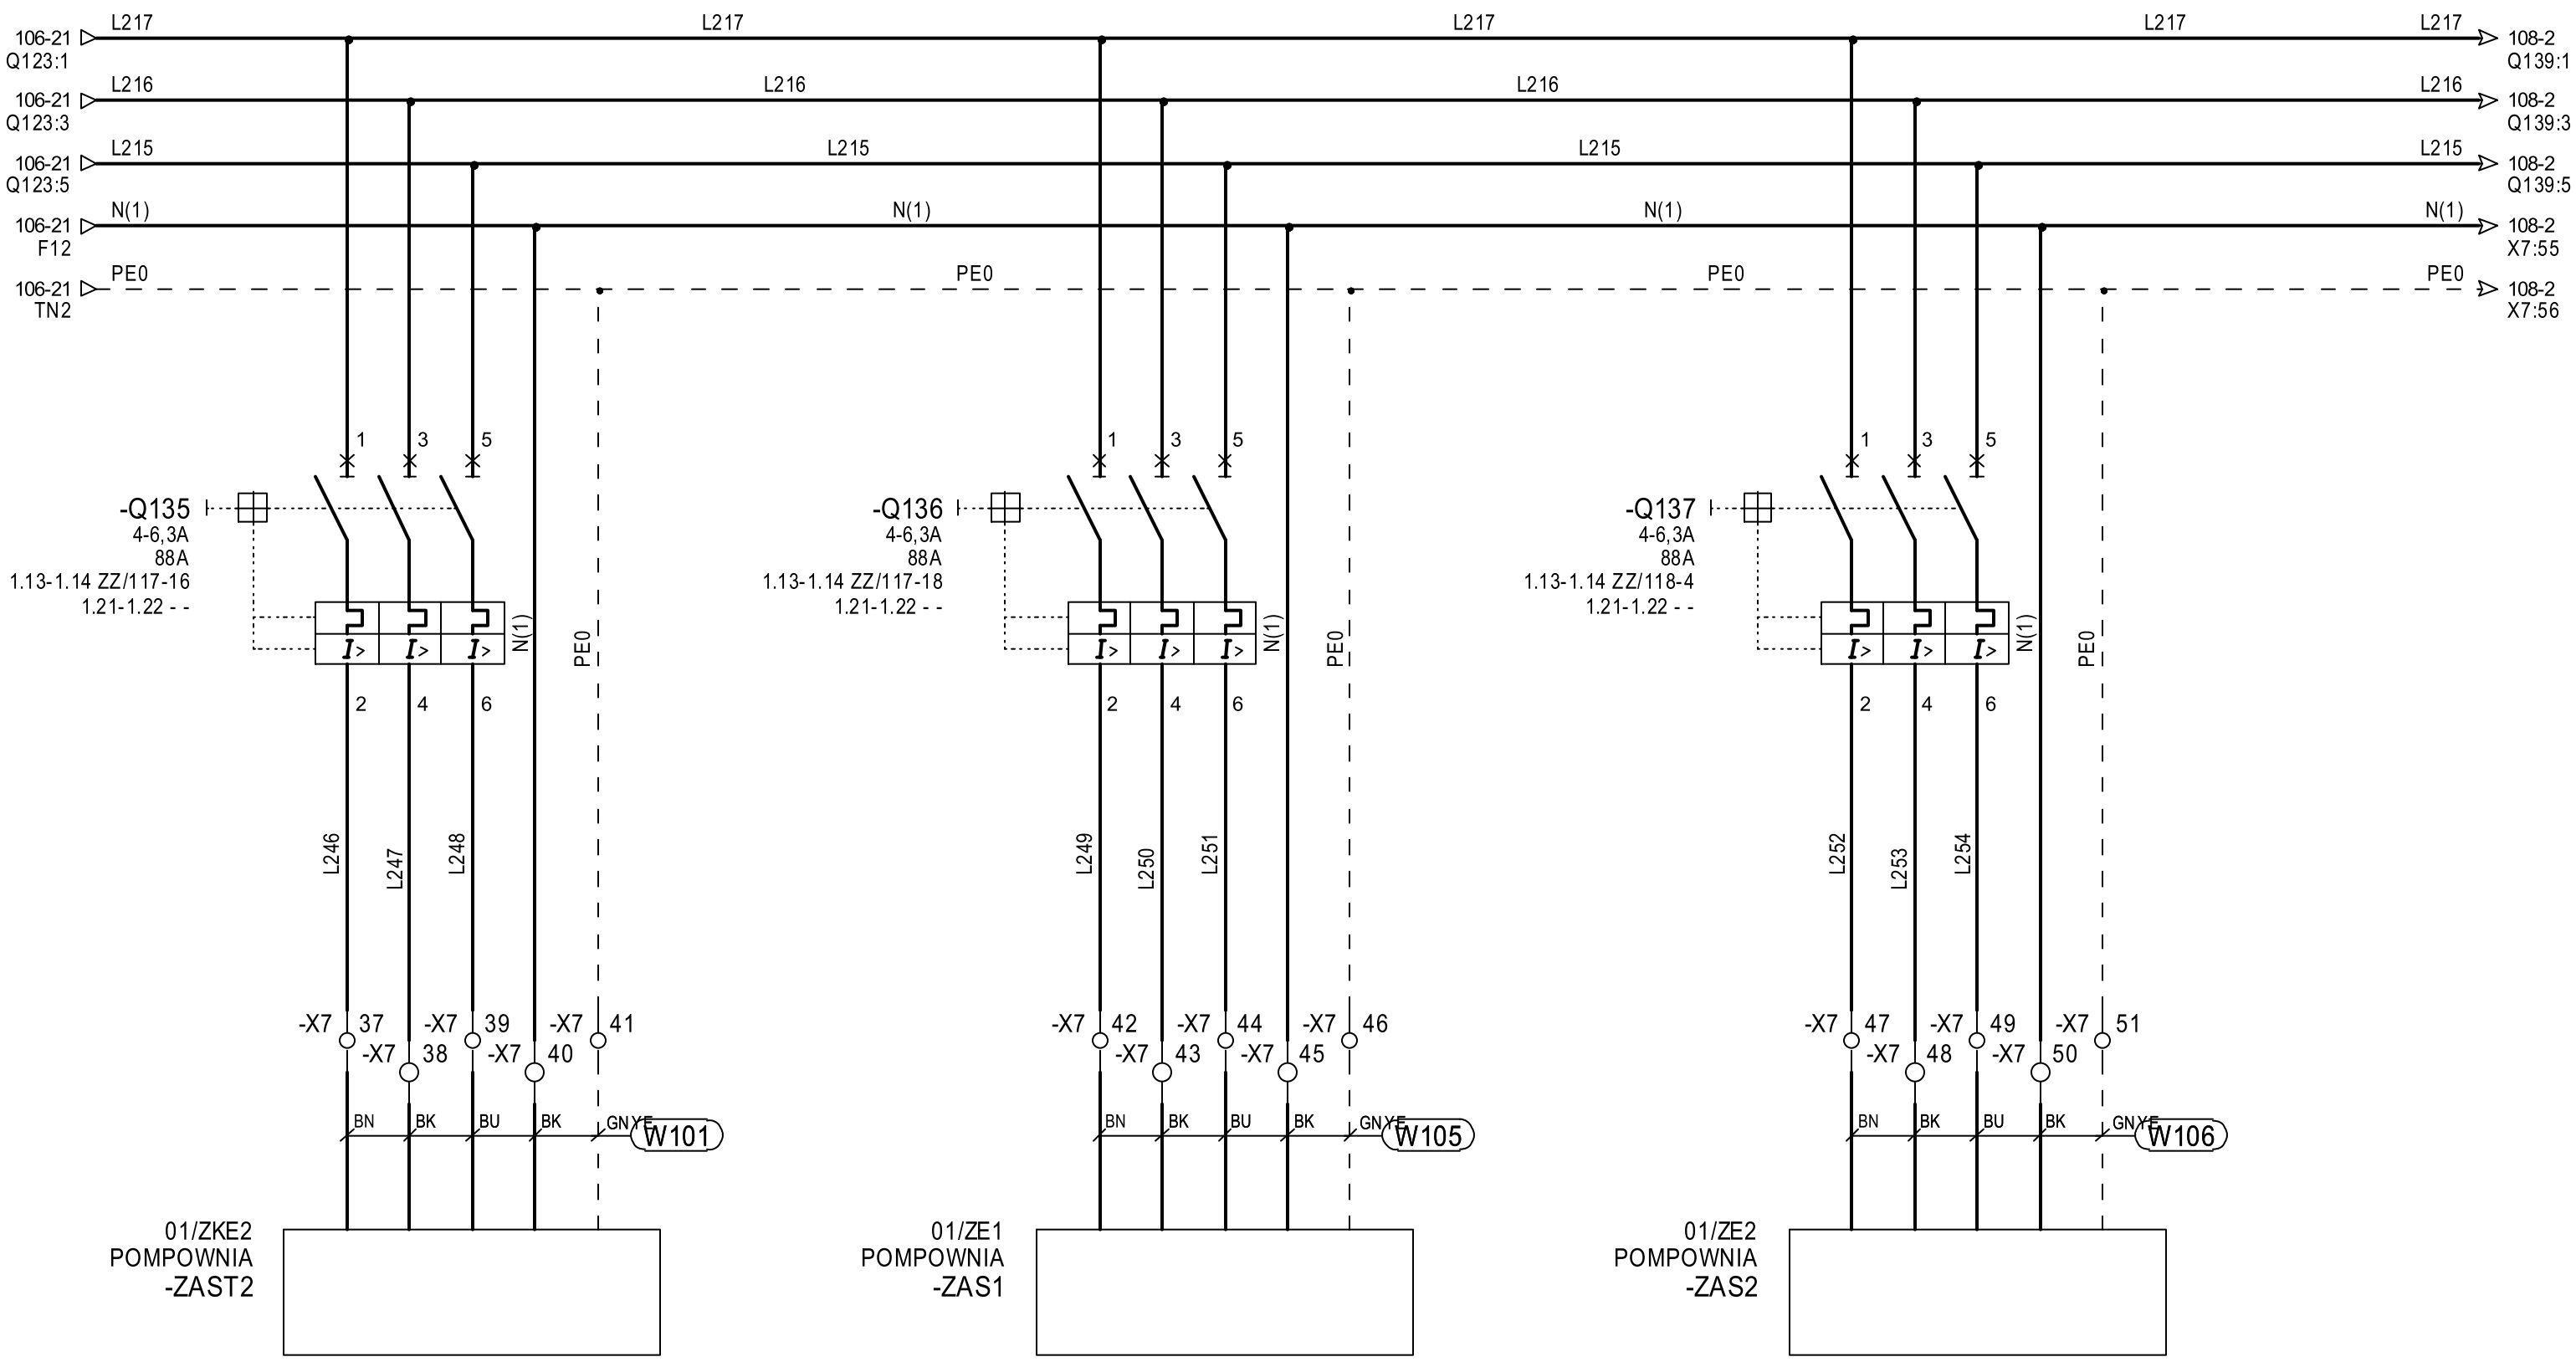 L217 L217 L217 L217 L217
106-21 108-2
Q123:1 Q139:1
L216 L216 L216 L216
106-21 108-2
Q123:3 Q139:3
L215 L215 L215 L215
106-21 108-2
Q123:5 Q139:5
N(1) N(1) N(1) N(1)
106-21 108-2
F12 X7:55
PE0 PE0 PE0 PE0
106-21 108-2
TN2 X7:56
1 3 5 1 3 5 1 3 5
-Q135 -Q136 -Q137
4-6,3A 4-6,3A 4-6,3A
88A 88A 88A
1.13-1.14 ZZ/117-16 1.13-1.14 ZZ/117-18 1.13-1.14 ZZ/118-4
1.21-1.22 - - 1.21-1.22 - - 1.21-1.22 - -
N(1) PE0 N(1) PE0 N(1) PE0
I> I> I> I> I> I> I> I> I>
2 4 6 2 4 6 2 4 6
L246 L247 L248 L249 L250 L251 L252 L253 L254
-X7 37 -X7 39 -X7 41 -X7 42 -X7 44 -X7 46 -X7 47 -X7 49 -X7 51
-X7 38 -X7 40 -X7 43 -X7 45 -X7 48 -X7 50
BN BK BU BK GNYE BN BK BU BK GNYE BN BK BU BK GNYE
W101 W105 W106
01/ZKE2 01/ZE1 01/ZE2
POMPOWNIA POMPOWNIA POMPOWNIA
-ZAST2 -ZAS1 -ZAS2